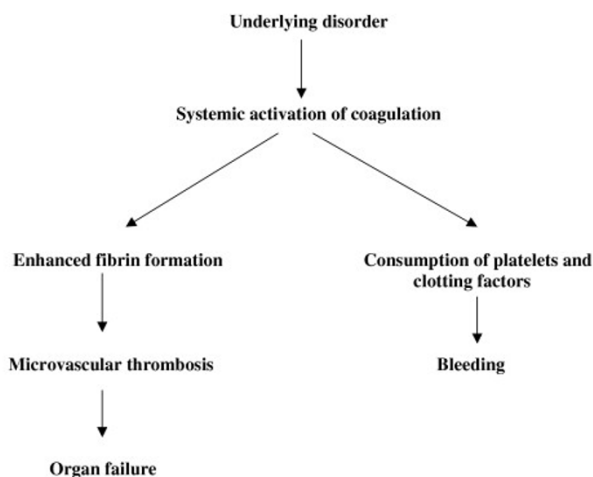 Underlying disorder
Systemic activation of coagulation
Enhanced fibrin formation
Consumption of platelets and
clotting factors
Microvascular thrombosis
Bleeding
Organ failure